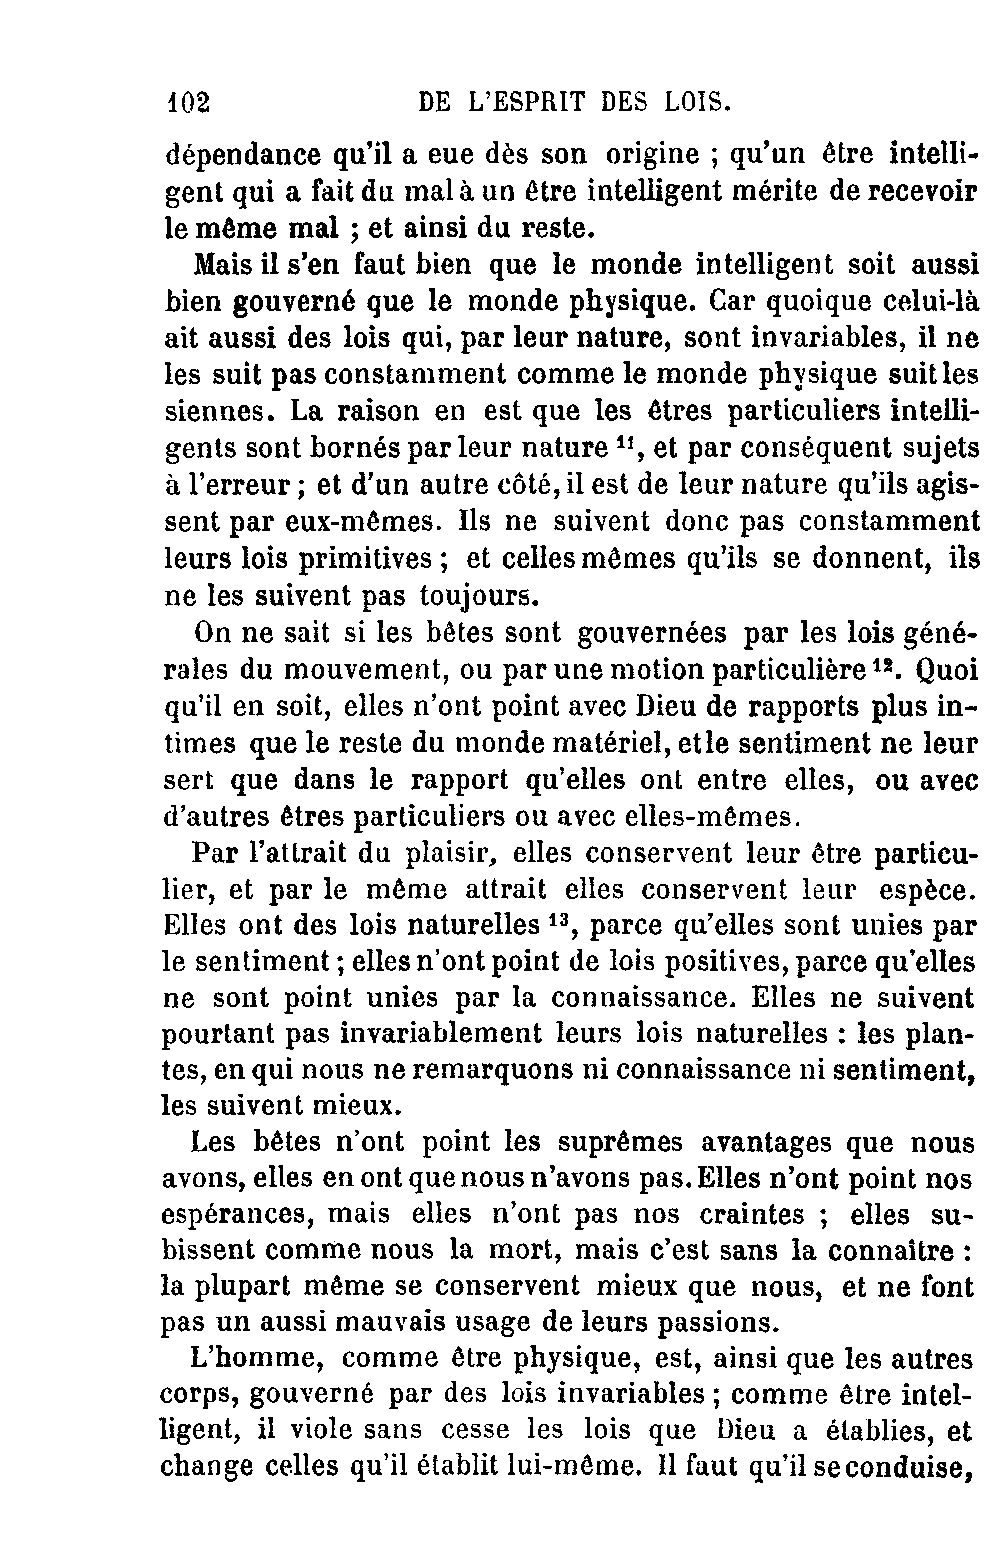 102 DE L'ESPRIT DES LOIS.
dépendance qu'il a eue dès son origine ; qu'un être intelli-
gent qui a fait du mal à un être intelligent mérite de recevoir
le même mal ; et ainsi du reste.
Mais il s'en faut bien que le monde intelligent soit aussi
bien gouverné que le monde physique. Car quoique celui-là
ait aussi des lois qui, par leur nature, sont invariables, il ne
les suit pas constamment comme le monde physique suit les
siennes. La raison en est que les êtres particuliers intelli-
gents sont bornés par leur nature ¹¹, et par conséquent sujets
à l'erreur ; et d'un autre côté, il est de leur nature qu'ils agis-
sent par eux-mêmes. Ils ne suivent donc pas constamment
leurs lois primitives ; et celles mêmes qu'ils se donnent, ils
ne les suivent pas toujours.
On ne sait si les bêtes sont gouvernées par les lois géné-
rales du mouvement, ou par une motion particulière ¹². Quoi
qu'il en soit, elles n'ont point avec Dieu de rapports plus in-
times que le reste du monde matériel, et le sentiment ne leur
sert que dans le rapport qu'elles ont entre elles, ou avec
d'autres êtres particuliers ou avec elles-mêmes.
Par l'attrait du plaisir, elles conservent leur être particu-
lier, et par le même attrait elles conservent leur espèce.
Elles ont des lois naturelles ¹³, parce qu'elles sont unies par
le sentiment ; elles n'ont point de lois positives, parce qu'elles
ne sont point unies par la connaissance. Elles ne suivent
pourtant pas invariablement leurs lois naturelles : les plan-
tes, en qui nous ne remarquons ni connaissance ni sentiment,
les suivent mieux.
Les bêtes n'ont point les suprêmes avantages que nous
avons, elles en ont que nous n'avons pas. Elles n'ont point nos
espérances, mais elles n'ont pas nos craintes ; elles su-
bissent comme nous la mort, mais c'est sans la connaître :
la plupart même se conservent mieux que nous, et ne font
pas un aussi mauvais usage de leurs passions.
L'homme, comme être physique, est, ainsi que les autres
corps, gouverné par des lois invariables ; comme être intel-
ligent, il viole sans cesse les lois que Dieu a établies, et
change celles qu'il établit lui-même. Il faut qu'il se conduise,